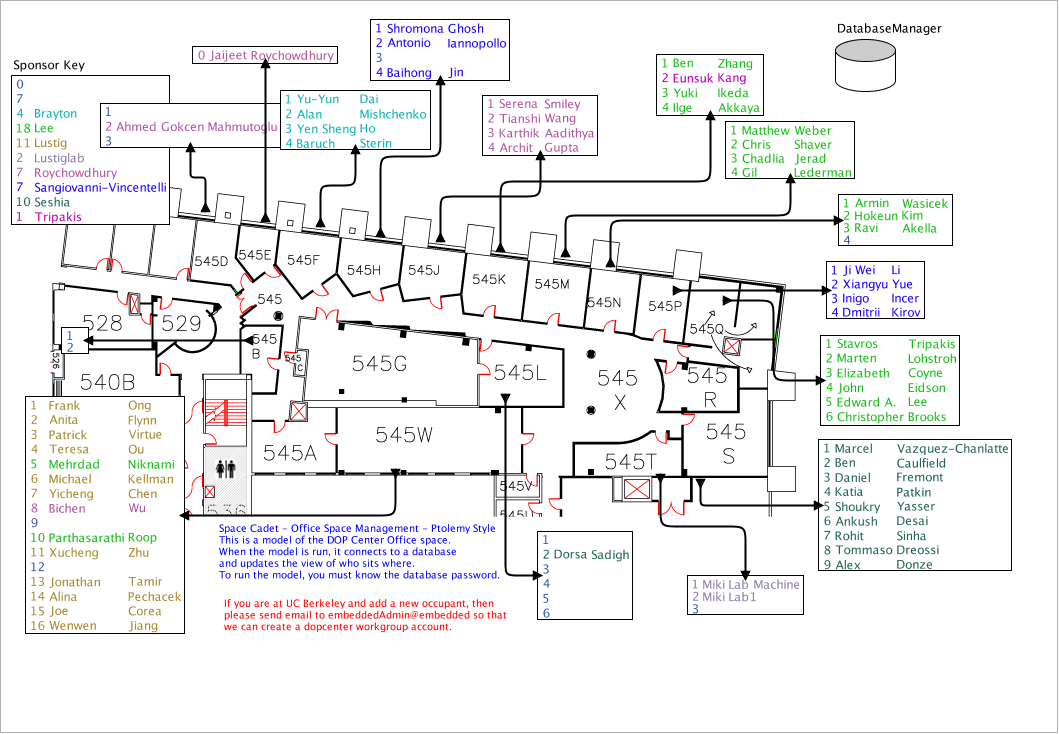 DatabaseManager
Sponsor Key
0
7
4 Brayton
18 Lee
11 Lustig
2 Lustiglab
7 Roychowdhury
7 Sangiovanni-Vincentelli
10 Seshia
1 Tripakis
0 Jaijeet Roychowdhury
1
2 Ahmed Gokcen Mahmutoglu
3
1 Yu-Yun Dai
2 Alan Mishchenko
3 Yen Sheng Ho
4 Baruch Sterin
1 Shromona Ghosh
2 Antonio Iannopollo
3
4 Baihong Jin
1 Serena Smiley
2 Tianshi Wang
3 Karthik Aadithya
4 Archit Gupta
1 Ben Zhang
2 Eunsuk Kang
3 Yuki Ikeda
4 Ilge Akkaya
1 Matthew Weber
2 Chris Shaver
3 Chadlia Jerad
4 Gil Lederman
1 Armin Wasicek
2 Hokeun Kim
3 Ravi Akella
4
1 Ji Wei Li
2 Xiangyu Yue
3 Inigo Incer
4 Dmitrii Kirov
1 Stavros Tripakis
2 Marten Lohstroh
3 Elizabeth Coyne
4 John Eidson
5 Edward A. Lee
6 Christopher Brooks
1 Marcel Vazquez-Chanlatte
2 Ben Caulfield
3 Daniel Fremont
4 Katia Patkin
5 Shoukry Yasser
6 Ankush Desai
7 Rohit Sinha
8 Tommaso Dreossi
9 Alex Donze
545D
545E
545F
545H
545J
545K
545M
545N
545P
545Q
528
529
545
545
B
545
C
545G
545L
545
X
545
R
1
2
526
540B
545A
545W
545T
545
S
545V
545U
536
1 Frank Ong
2 Anita Flynn
3 Patrick Virtue
4 Teresa Ou
5 Mehrdad Niknami
6 Michael Kellman
7 Yicheng Chen
8 Bichen Wu
9
10 Parthasarathi Roop
11 Xucheng Zhu
12
13 Jonathan Tamir
14 Alina Pechacek
15 Joe Corea
16 Wenwen Jiang
Space Cadet - Office Space Management - Ptolemy Style
This is a model of the DOP Center Office space.
When the model is run, it connects to a database
and updates the view of who sits where.
To run the model, you must know the database password.
If you are at UC Berkeley and add a new occupant, then
please send email to embeddedAdmin@embedded so that
we can create a dopcenter workgroup account.
1
2 Dorsa Sadigh
3
4
5
6
1 Miki Lab Machine
2 Miki Lab1
3